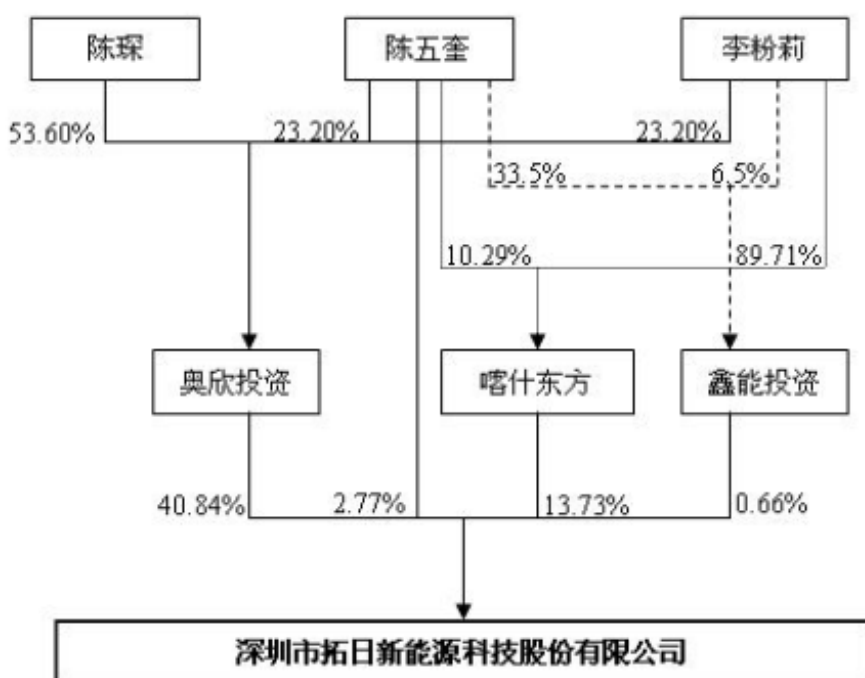 陈琛
陈五奎
李粉莉
53.60%
23.20%
23.20%
33.5%
6.5%
10.29%
89.71%
奥欣投资
喀什东方
鑫能投资
40.84%
2.77%
13.73%
0.66%
深圳市拓日新能源科技股份有限公司